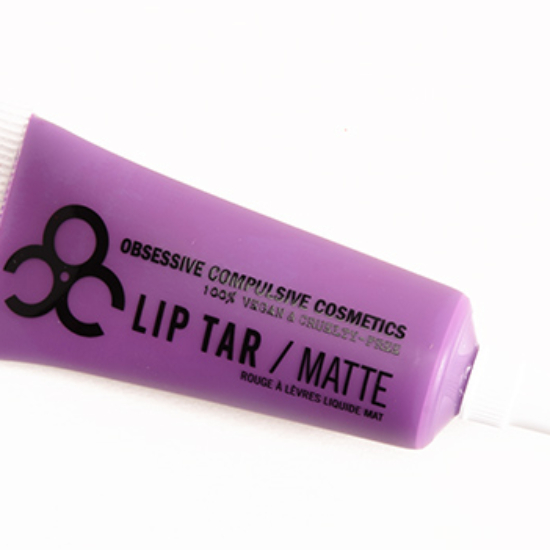 OBSESSIVE COMPULSIVE COSMETICS
100% VEGAN & CRUELTY-FREE
LIP TAR / MATTE
ROUGE À LÈVRES LIQUIDE MAT